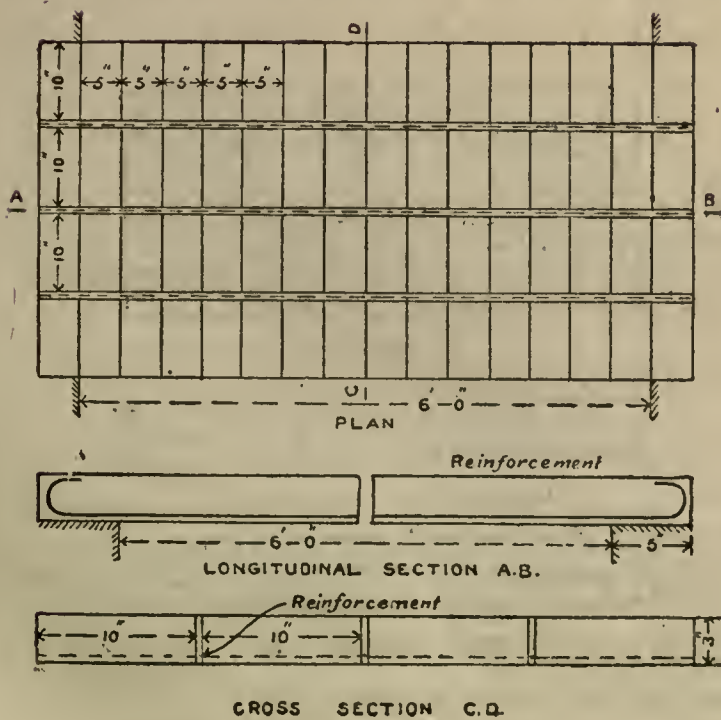 D
10"
5" 5" 5" 5" 5"
10"
A
B
10"
C
6'-0"
PLAN
Reinforcement
6'-0"
5"
LONGITUDINAL SECTION A.B.
Reinforcement
10"
10"
3"
CROSS SECTION C.D.